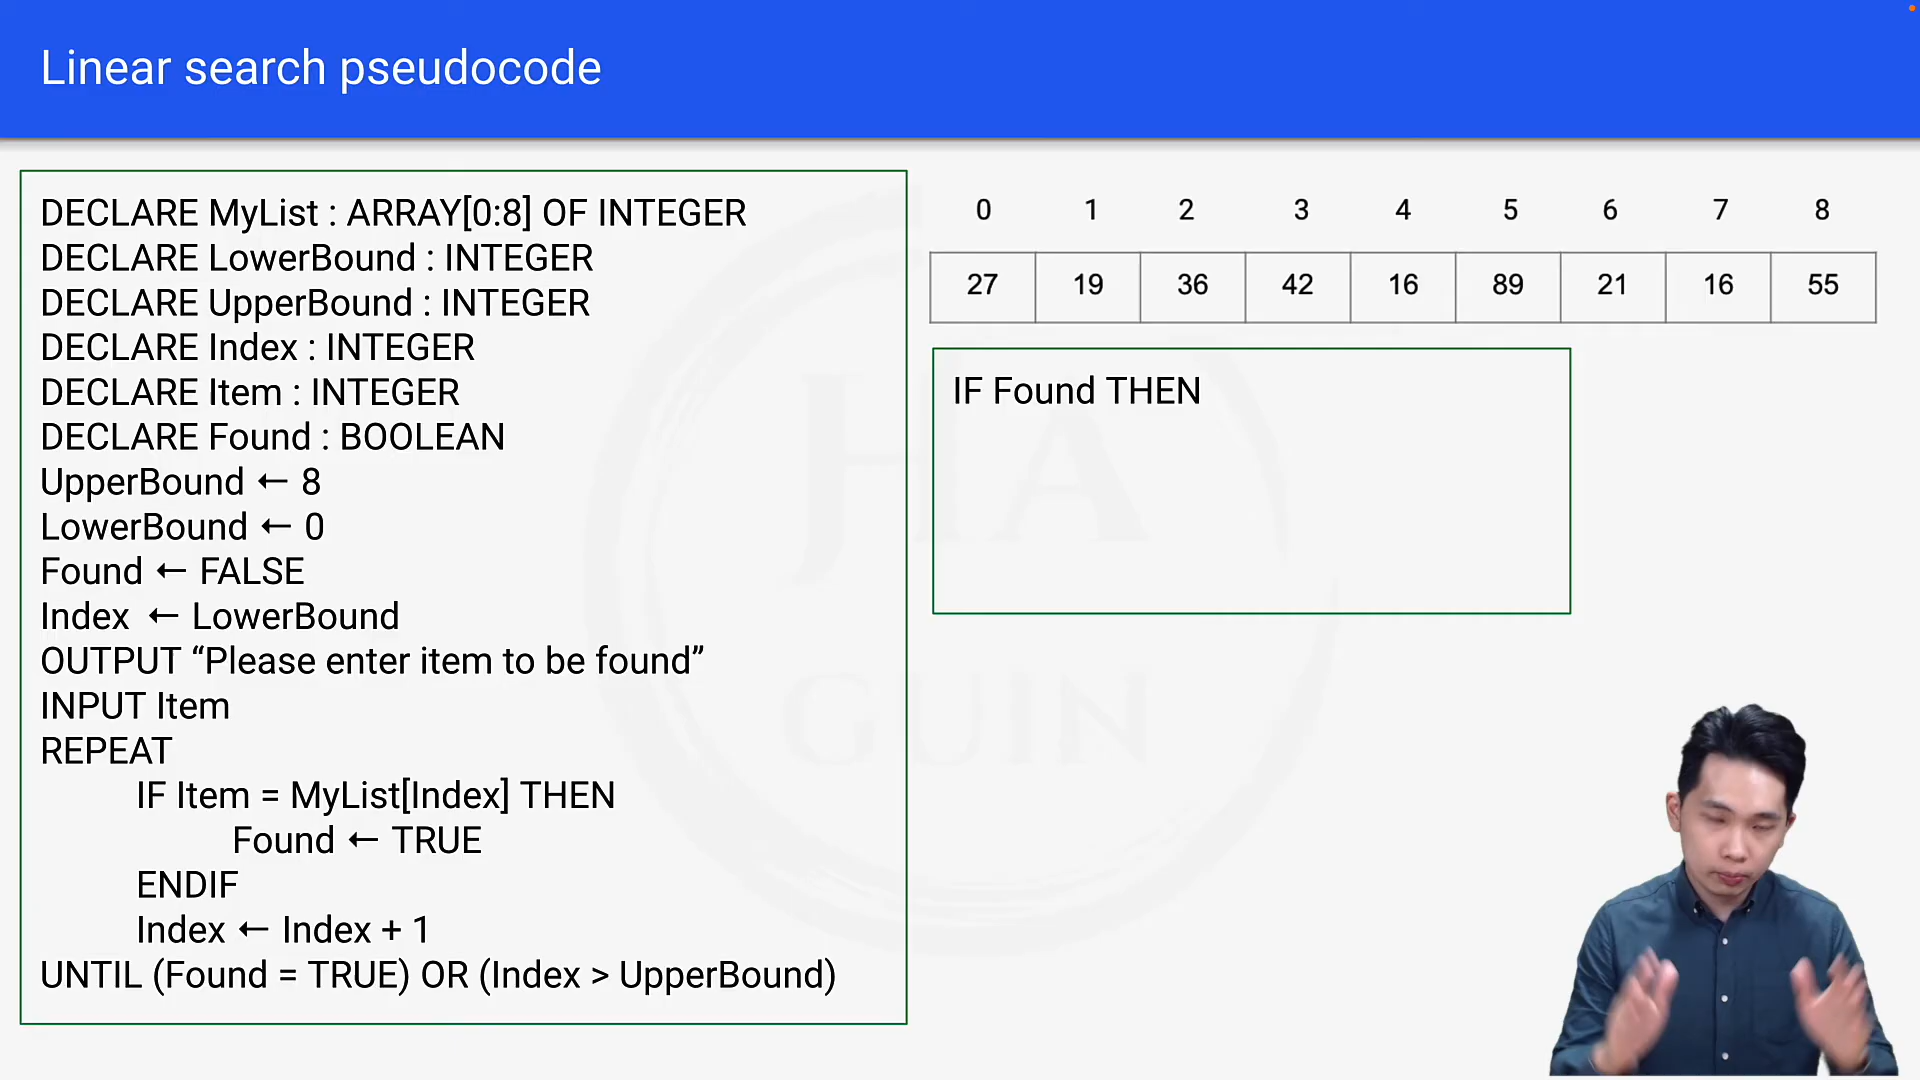 Linear search pseudocode
DECLARE MyList : ARRAY[0:8] OF INTEGER
DECLARE LowerBound : INTEGER
DECLARE UpperBound : INTEGER
DECLARE Index : INTEGER
DECLARE Item : INTEGER
DECLARE Found : BOOLEAN
UpperBound ← 8
LowerBound ← 0
Found ← FALSE
Index ← LowerBound
OUTPUT “Please enter item to be found”
INPUT Item
REPEAT
IF Item = MyList[Index] THEN
Found ← TRUE
ENDIF
Index ← Index + 1
UNTIL (Found = TRUE) OR (Index > UpperBound)
0 1 2 3 4 5 6 7 8
27 19 36 42 16 89 21 16 55
IF Found THEN
JHA
GUIN